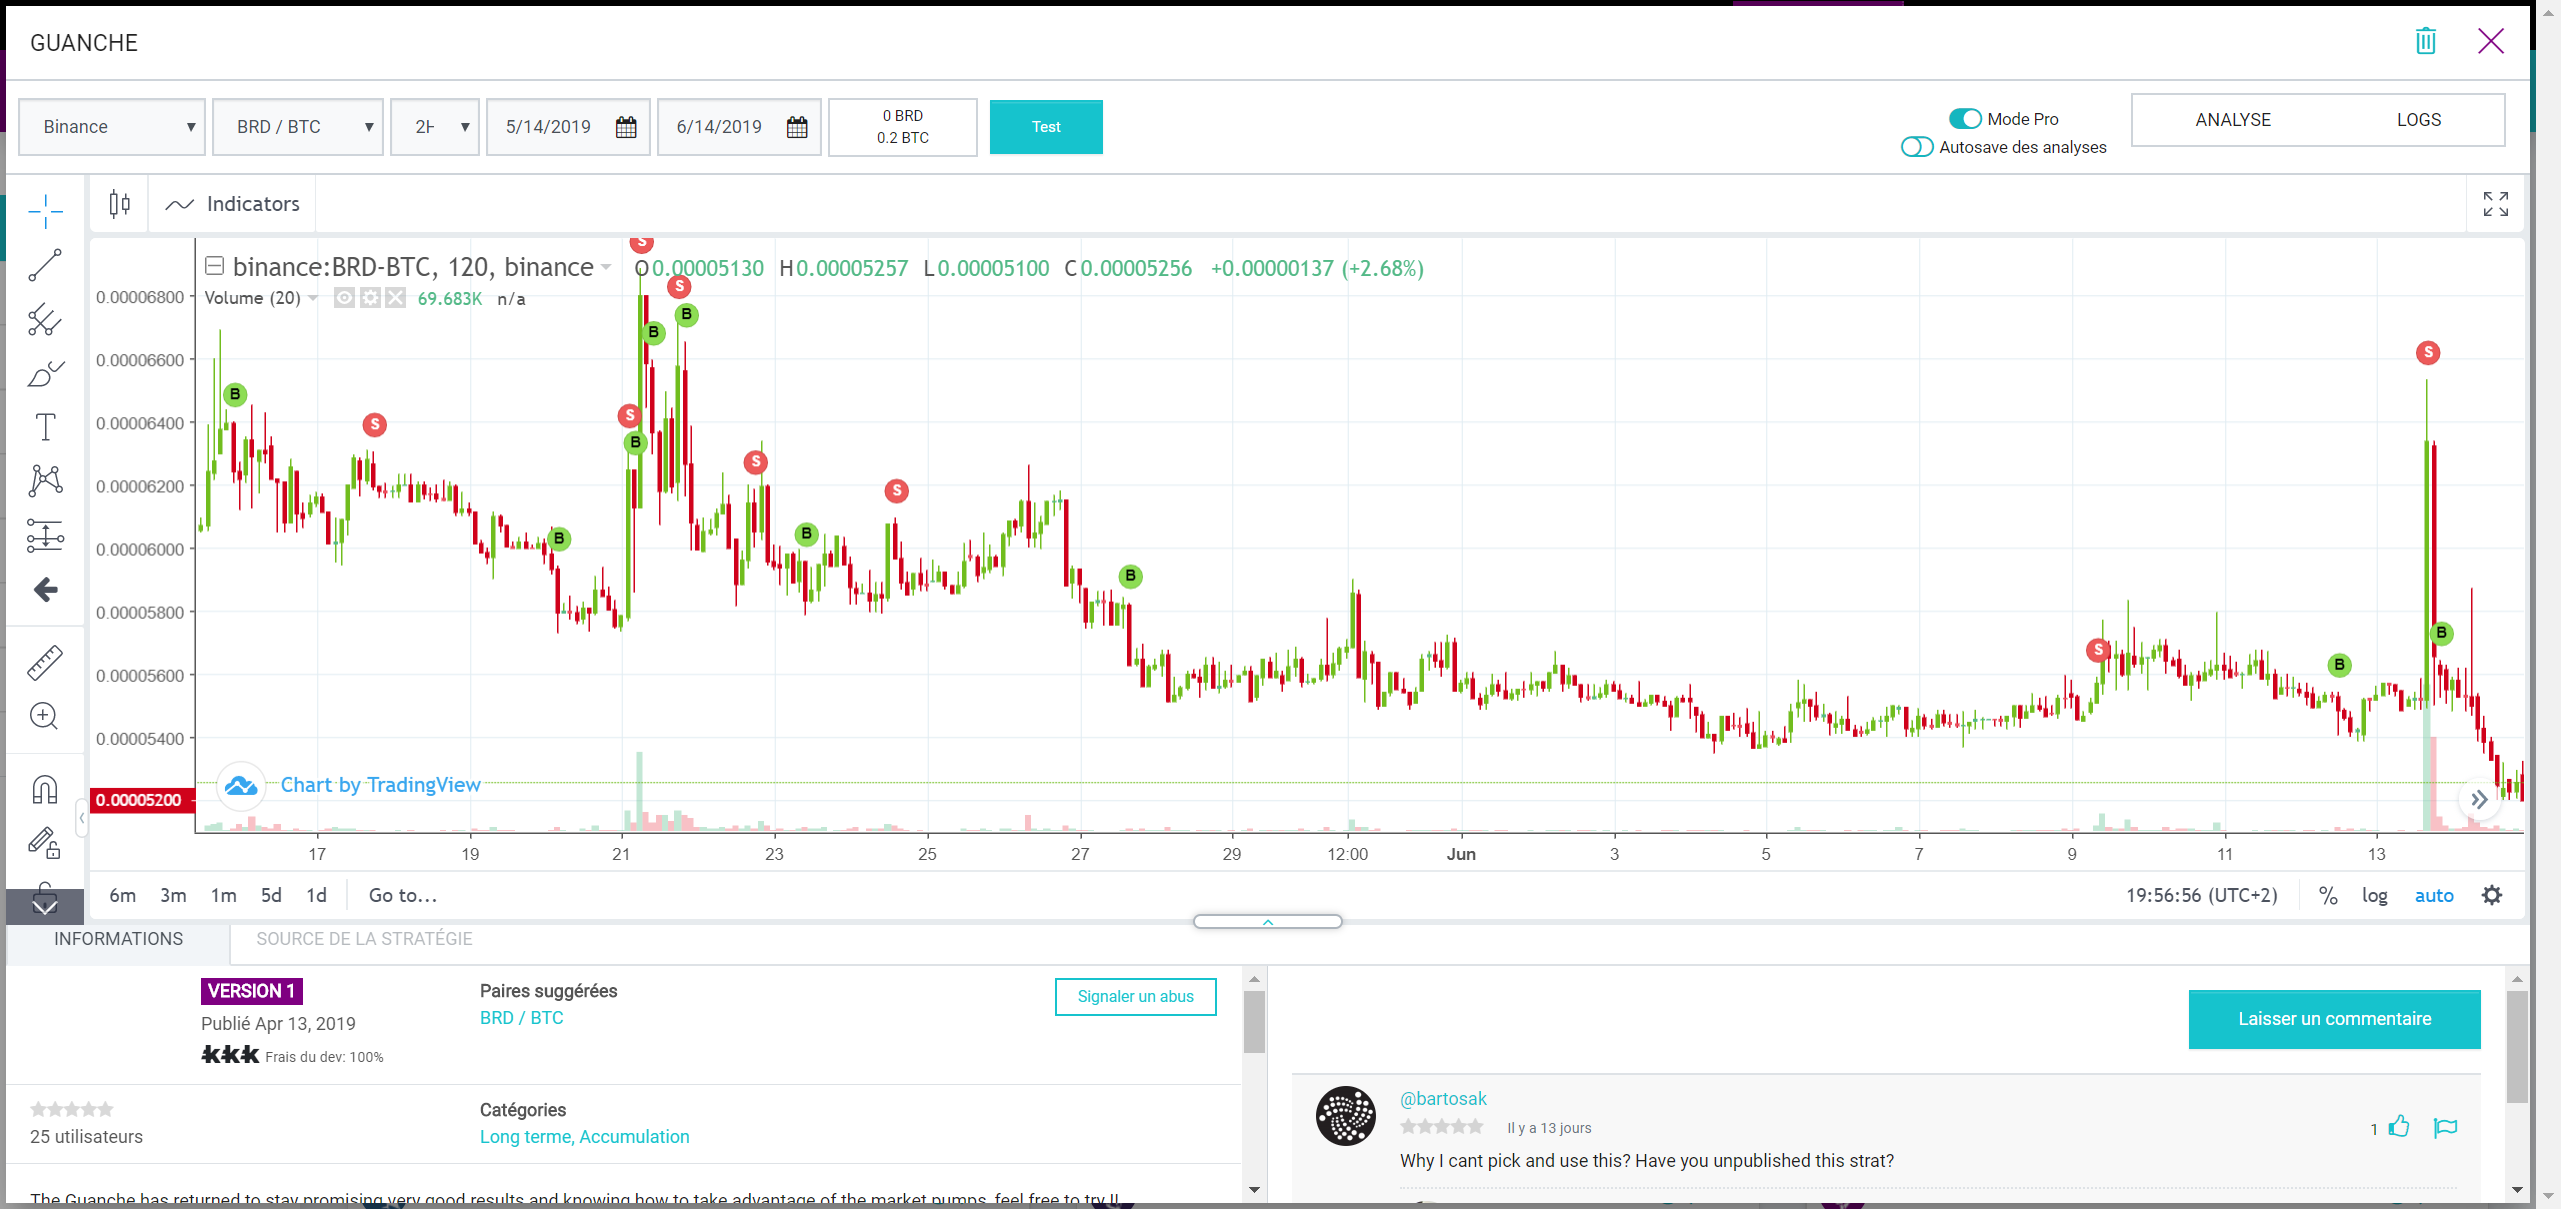 GUANCHE
Binance
BRD / BTC
2H
5/14/2019
6/14/2019
0 BRD
0.2 BTC
Test
Mode Pro
Autosave des analyses
ANALYSE
LOGS
Indicators
binance:BRD-BTC, 120, binance
O 0.00005130 H 0.00005257 L 0.00005100 C 0.00005256 +0.00000137 (+2.68%)
Volume (20) 69.683K n/a
0.00006800
0.00006600
0.00006400
0.00006200
0.00006000
0.00005800
0.00005600
0.00005400
0.00005200
B
S
B
S
B
S
B
S
B
S
B
S
B
S
B
S
B
Chart by TradingView
17 19 21 23 25 27 29 12:00 Jun 3 5 7 9 11 13
6m 3m 1m 5d 1d Go to...
19:56:56 (UTC+2) % log auto
INFORMATIONS
SOURCE DE LA STRATÉGIE
VERSION 1
Publié Apr 13, 2019
Frais du dev: 100%
Paires suggérées
BRD / BTC
Signaler un abus
25 utilisateurs
Catégories
Long terme, Accumulation
The Guanche has returned to stay promising very good results and knowing how to take advantage of the market pumps, feel free to try !!
Laisser un commentaire
@bartosak
Il y a 13 jours
1
Why I cant pick and use this? Have you unpublished this strat?